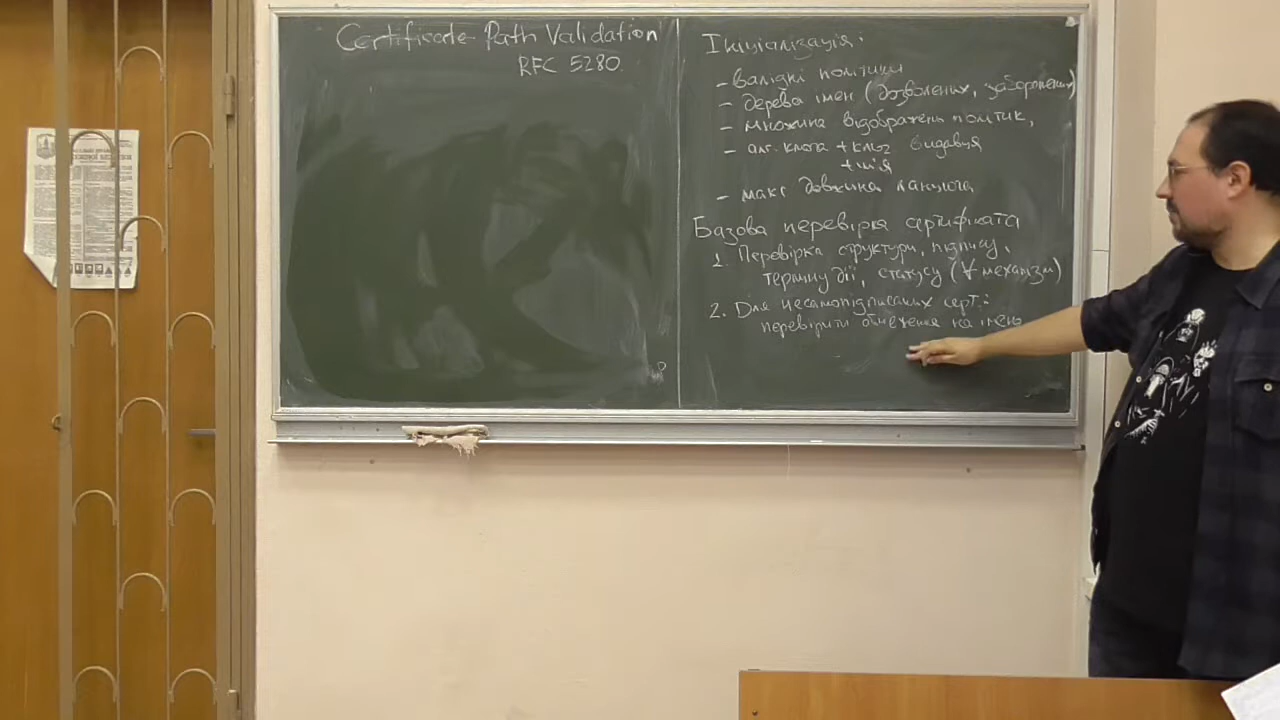 Certificate Path Validation
RFC 5280
Ініціалізація:
- валідні політики
- дерева імен (дозволених, заборонених)
- множина відображень політик,
- алг. ключа + ключ видавця
+ ім'я
- макс довжина ланцюга
Базова перевірка сертифіката
1. Перевірка структури, підпису,
терміну дії, статусу (∀ механізм)
2. Для несамопідписаних серт.:
перевірити обмеження на імено